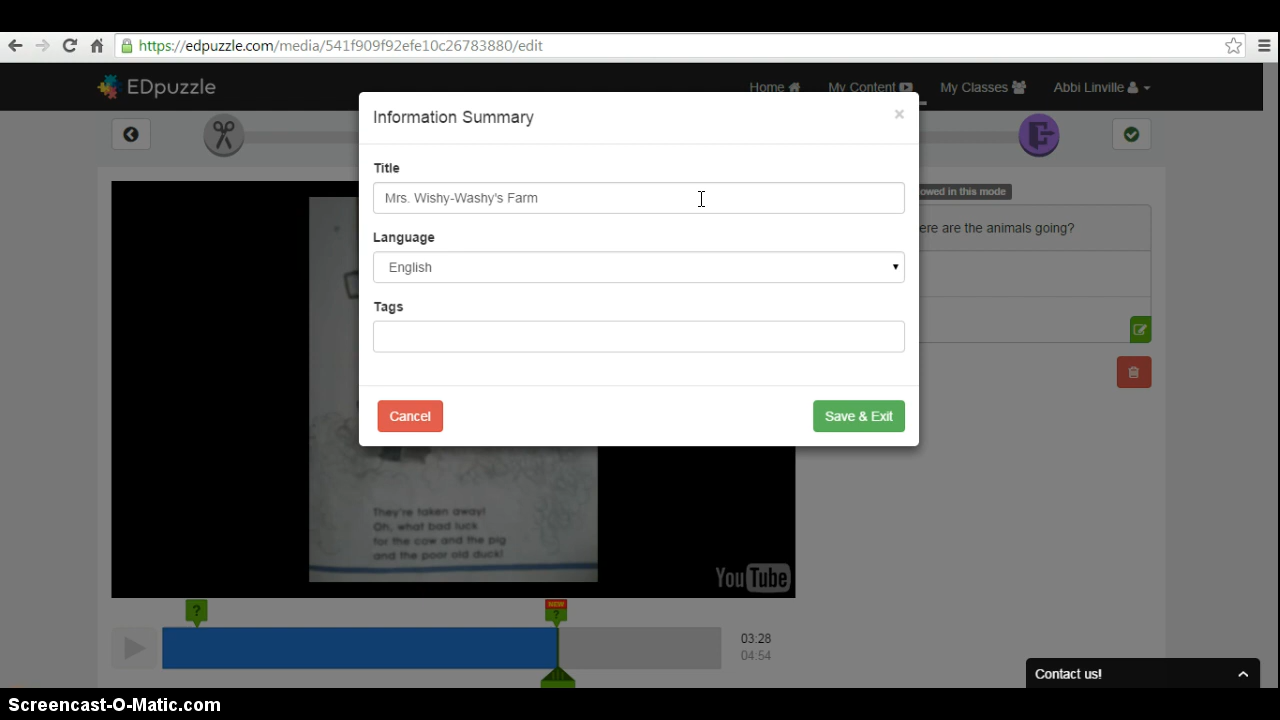 https://edpuzzle.com/media/541f909f92efe10c26783880/edit
EDpuzzle
Home
My Content
My Classes
Abbi Linville
Information Summary
×
Title
Mrs. Wishy-Washy's Farm
Language
English
Tags
Cancel
Save & Exit
owed in this mode
ere are the animals going?
They're taken away!
Oh, what bad luck
for the cow and the pig
and the poor old duck!
YouTube
?
NEW
?
03:28
04:54
Contact us!
Screencast-O-Matic.com